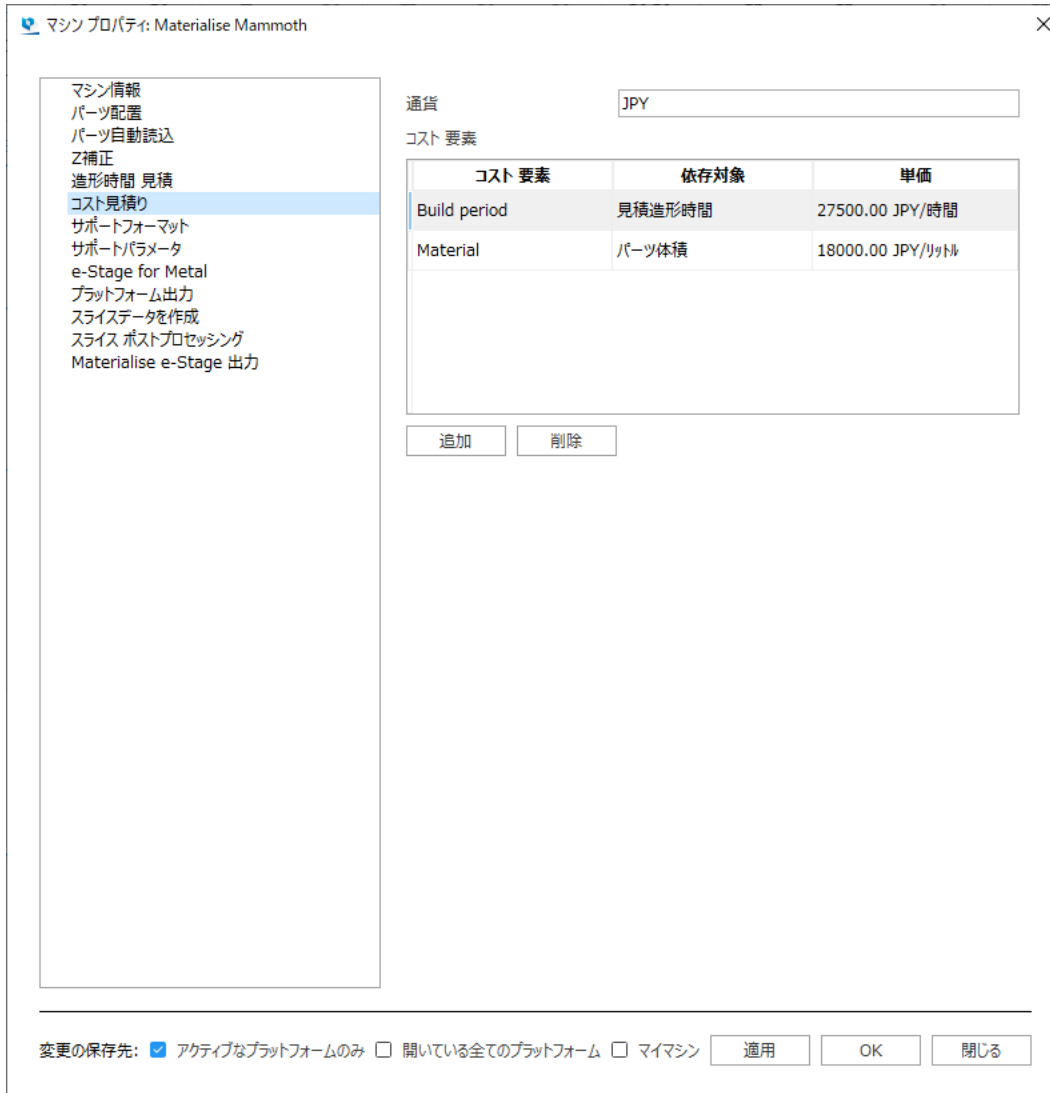 マシン プロパティ: Materialise Mammoth
マシン情報
パーツ配置
パーツ自動読込
Z補正
造形時間 見積
コスト見積り
サポートフォーマット
サポートパラメータ
e-Stage for Metal
プラットフォーム出力
スライスデータを作成
スライス ポストプロセッシング
Materialise e-Stage 出力
通貨 JPY
コスト 要素
コスト 要素 依存対象 単価
Build period 見積造形時間 27500.00 JPY/時間
Material パーツ体積 18000.00 JPY/リットル
追加 削除
変更の保存先: アクティブなプラットフォームのみ 開いている全てのプラットフォーム マイマシン 適用 OK 閉じる